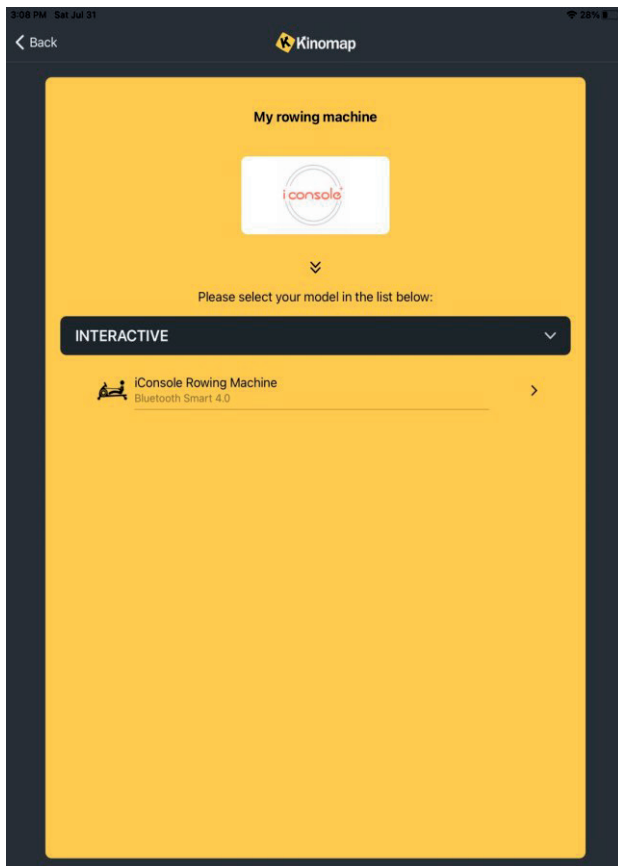 3:08 PM Sat Jul 31 28%
Back
Kinomap
My rowing machine
i console
Please select your model in the list below:
INTERACTIVE
iConsole Rowing Machine
Bluetooth Smart 4.0